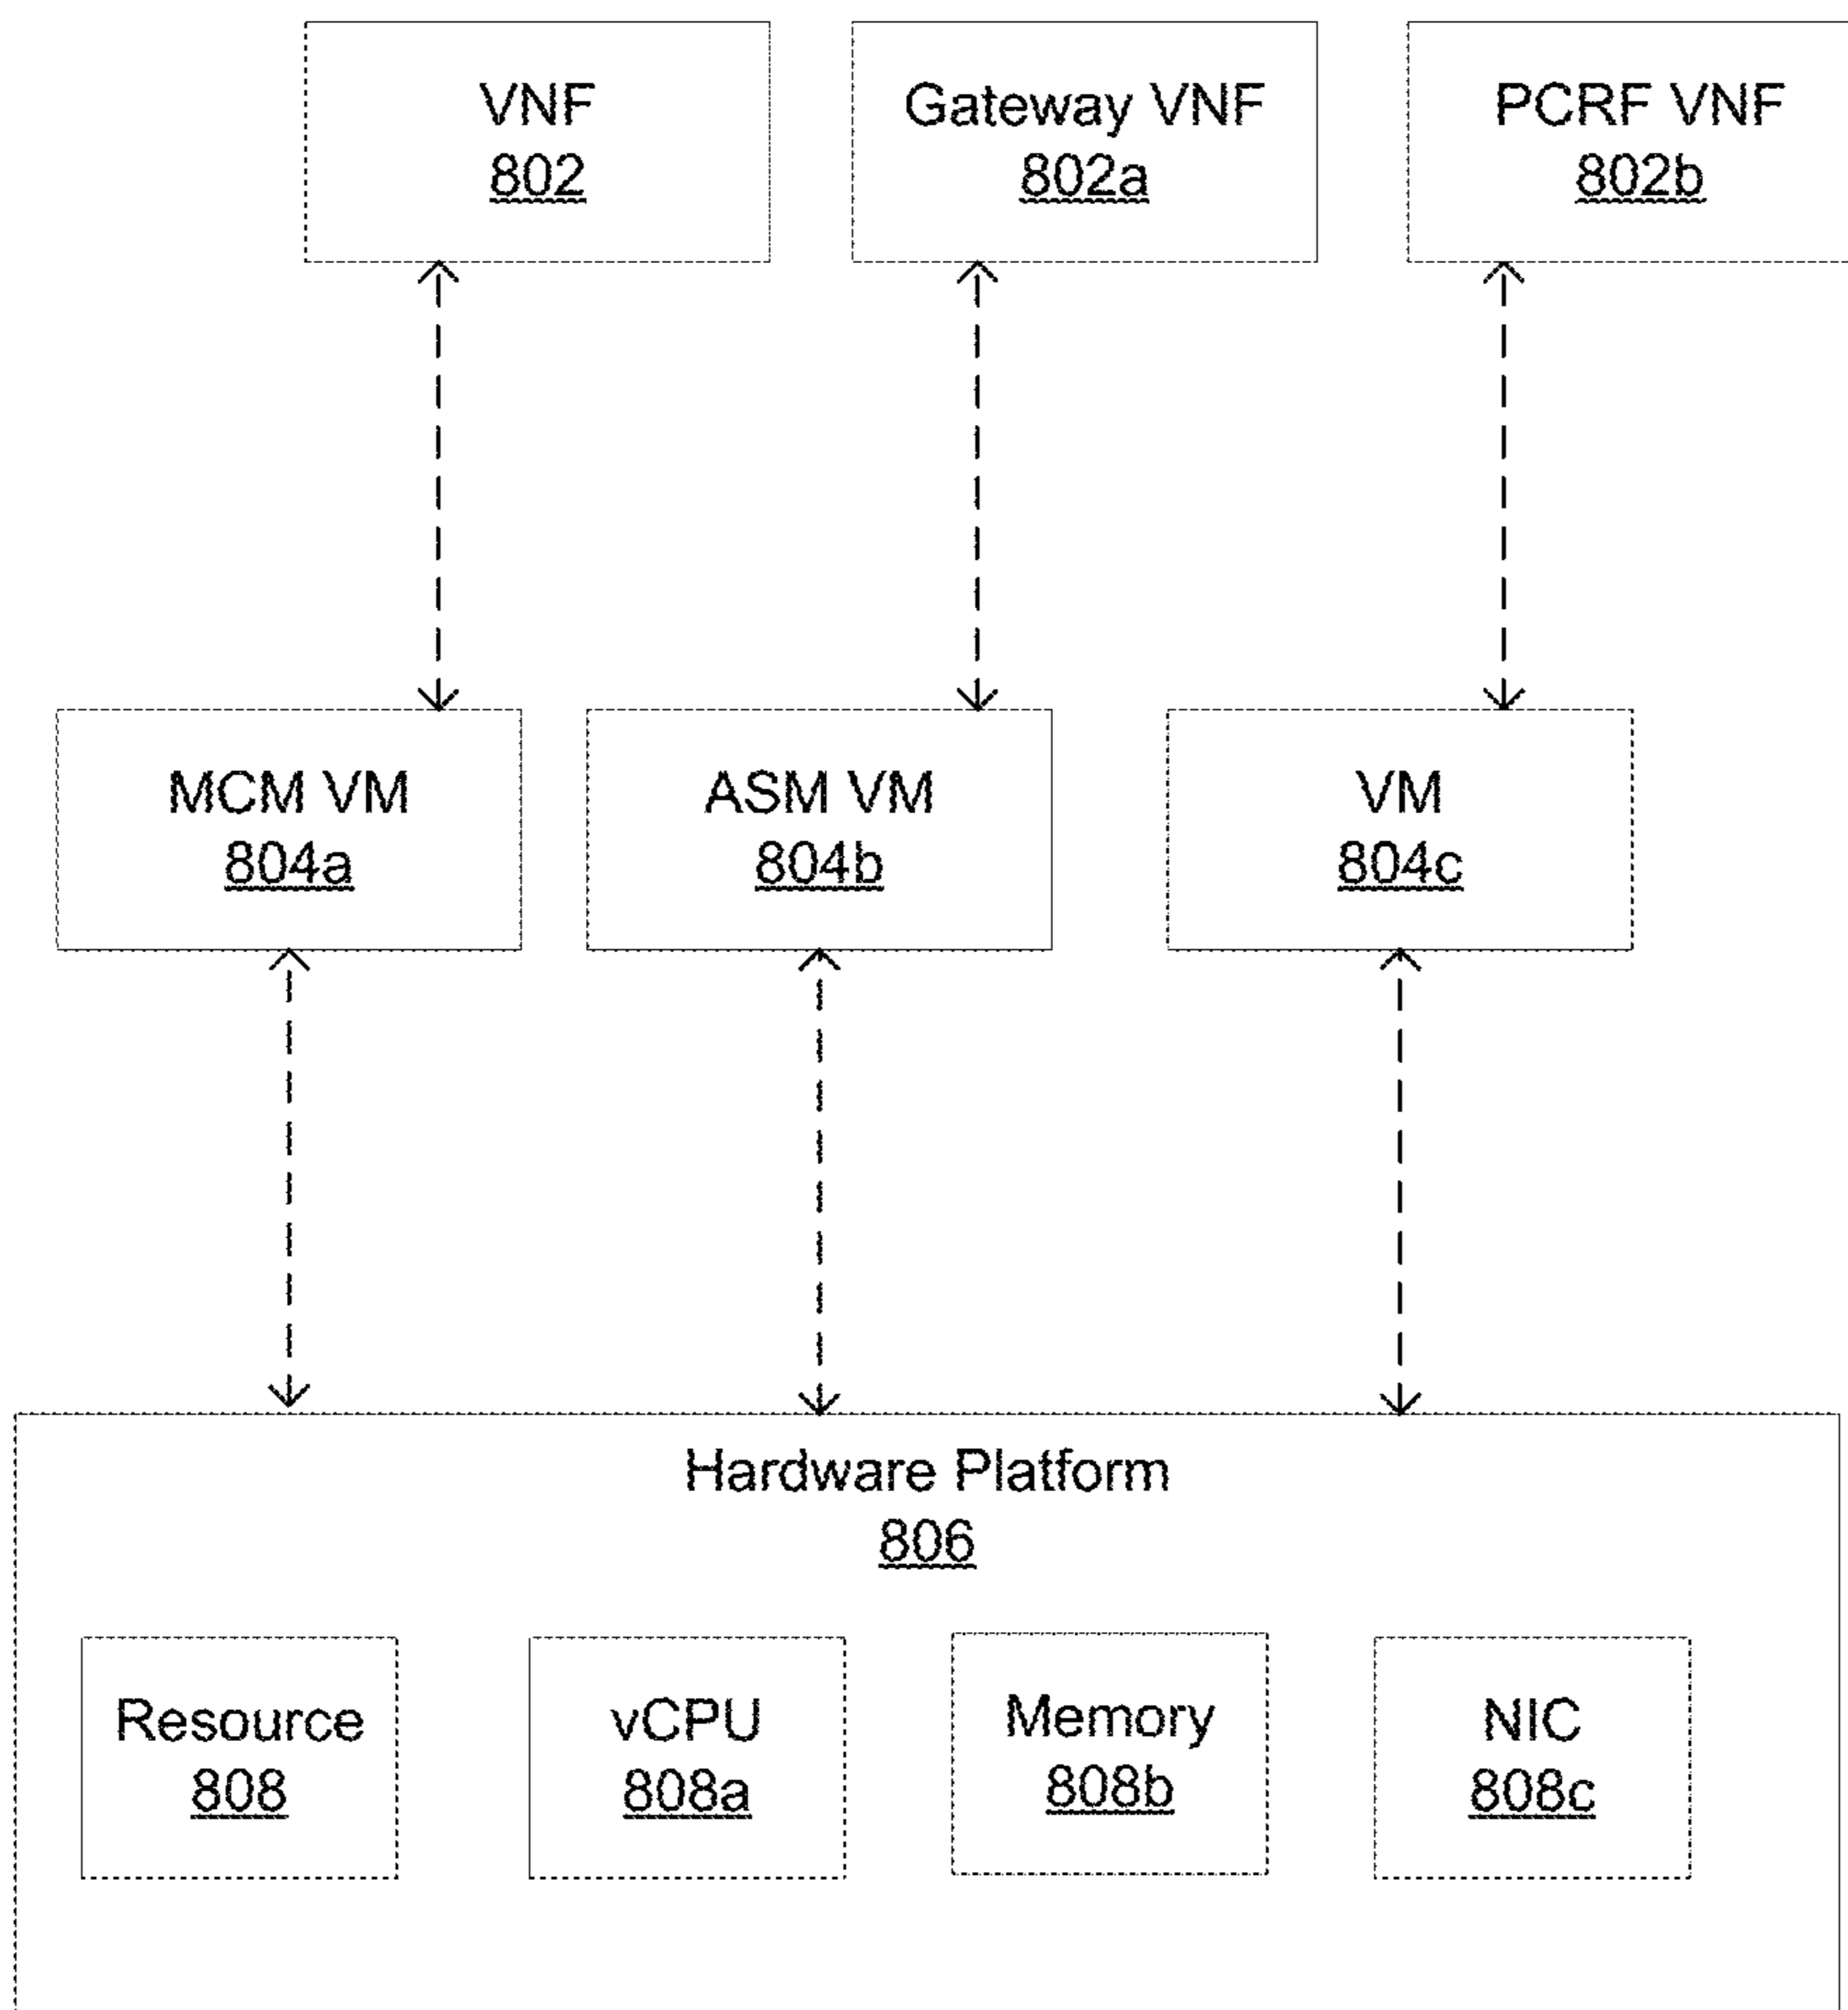 VNF
802
Gateway VNF
802a
PCRF VNF
802b
MCM VM
804a
ASM VM
804b
VM
804c
Hardware Platform
806
Resource
808
vCPU
808a
Memory
808b
NIC
808c